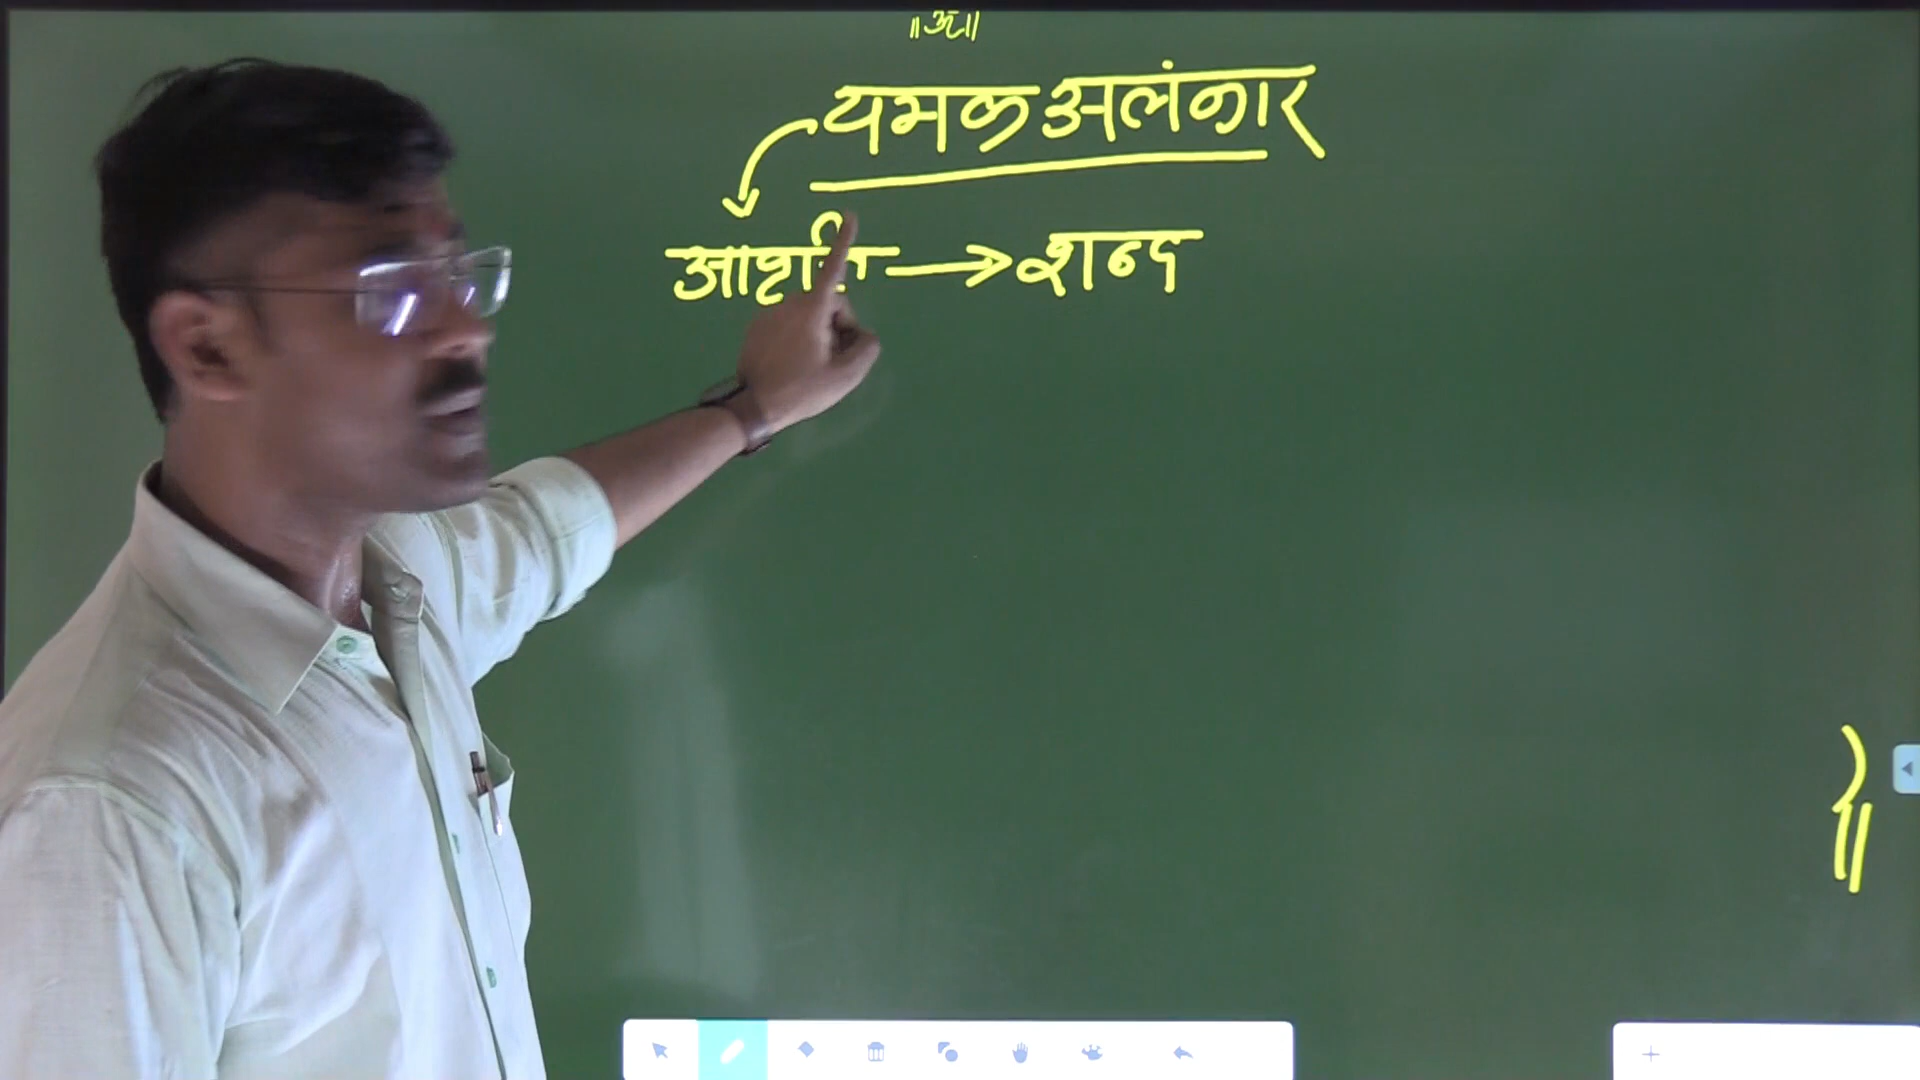 ॥ॐ॥
यमक अलंकार
आवृत्ति → शब्द